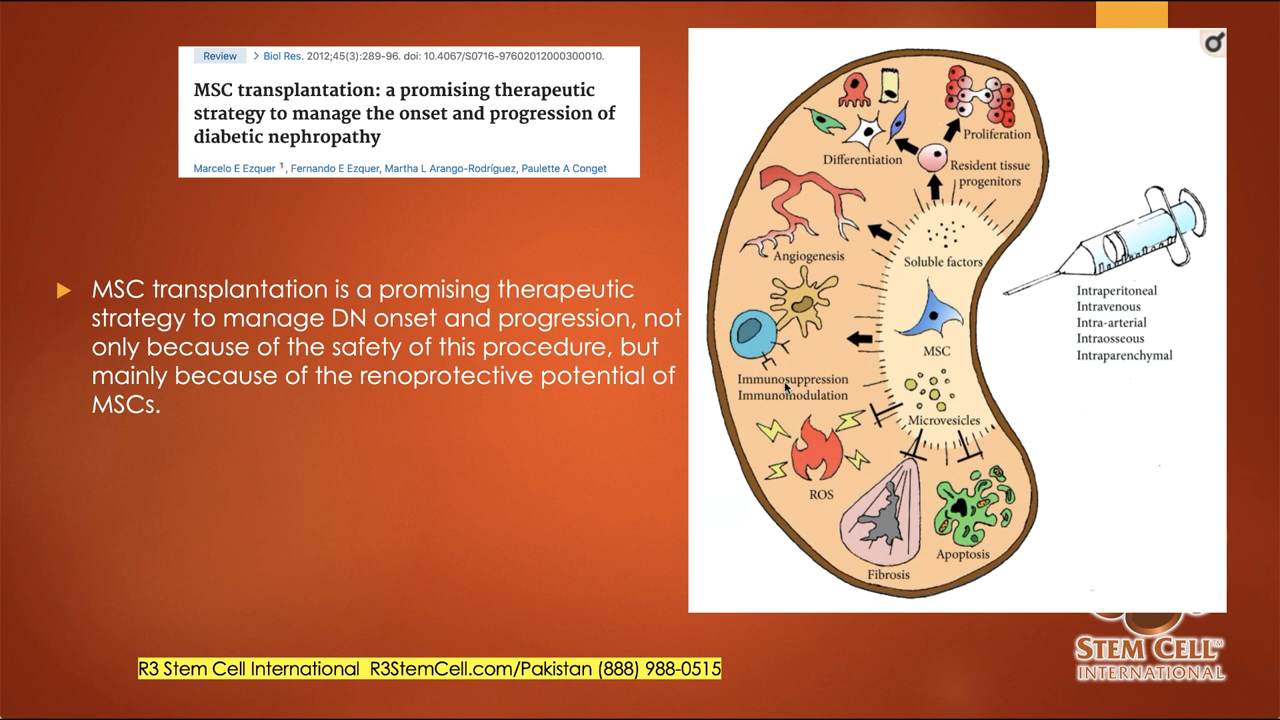 Review > Biol Res. 2012;45(3):289-96. doi: 10.4067/S0716-97602012000300010.
MSC transplantation: a promising therapeutic
strategy to manage the onset and progression of
diabetic nephropathy
Marcelo E Ezquer 1, Fernando E Ezquer, Martha L Arango-Rodríguez, Paulette A Conget
MSC transplantation is a promising therapeutic
strategy to manage DN onset and progression, not
only because of the safety of this procedure, but
mainly because of the renoprotective potential of
MSCs.
Proliferation
Differentiation
Resident tissue
progenitors
Angiogenesis
Soluble factors
MSC
Immunosuppression
Immunomodulation
Microvesicles
ROS
Fibrosis
Apoptosis
Intraperitoneal
Intravenous
Intra-arterial
Intraosseous
Intraparenchymal
R3 Stem Cell International R3StemCell.com/Pakistan (888) 988-0515
STEM CELL™
INTERNATIONAL